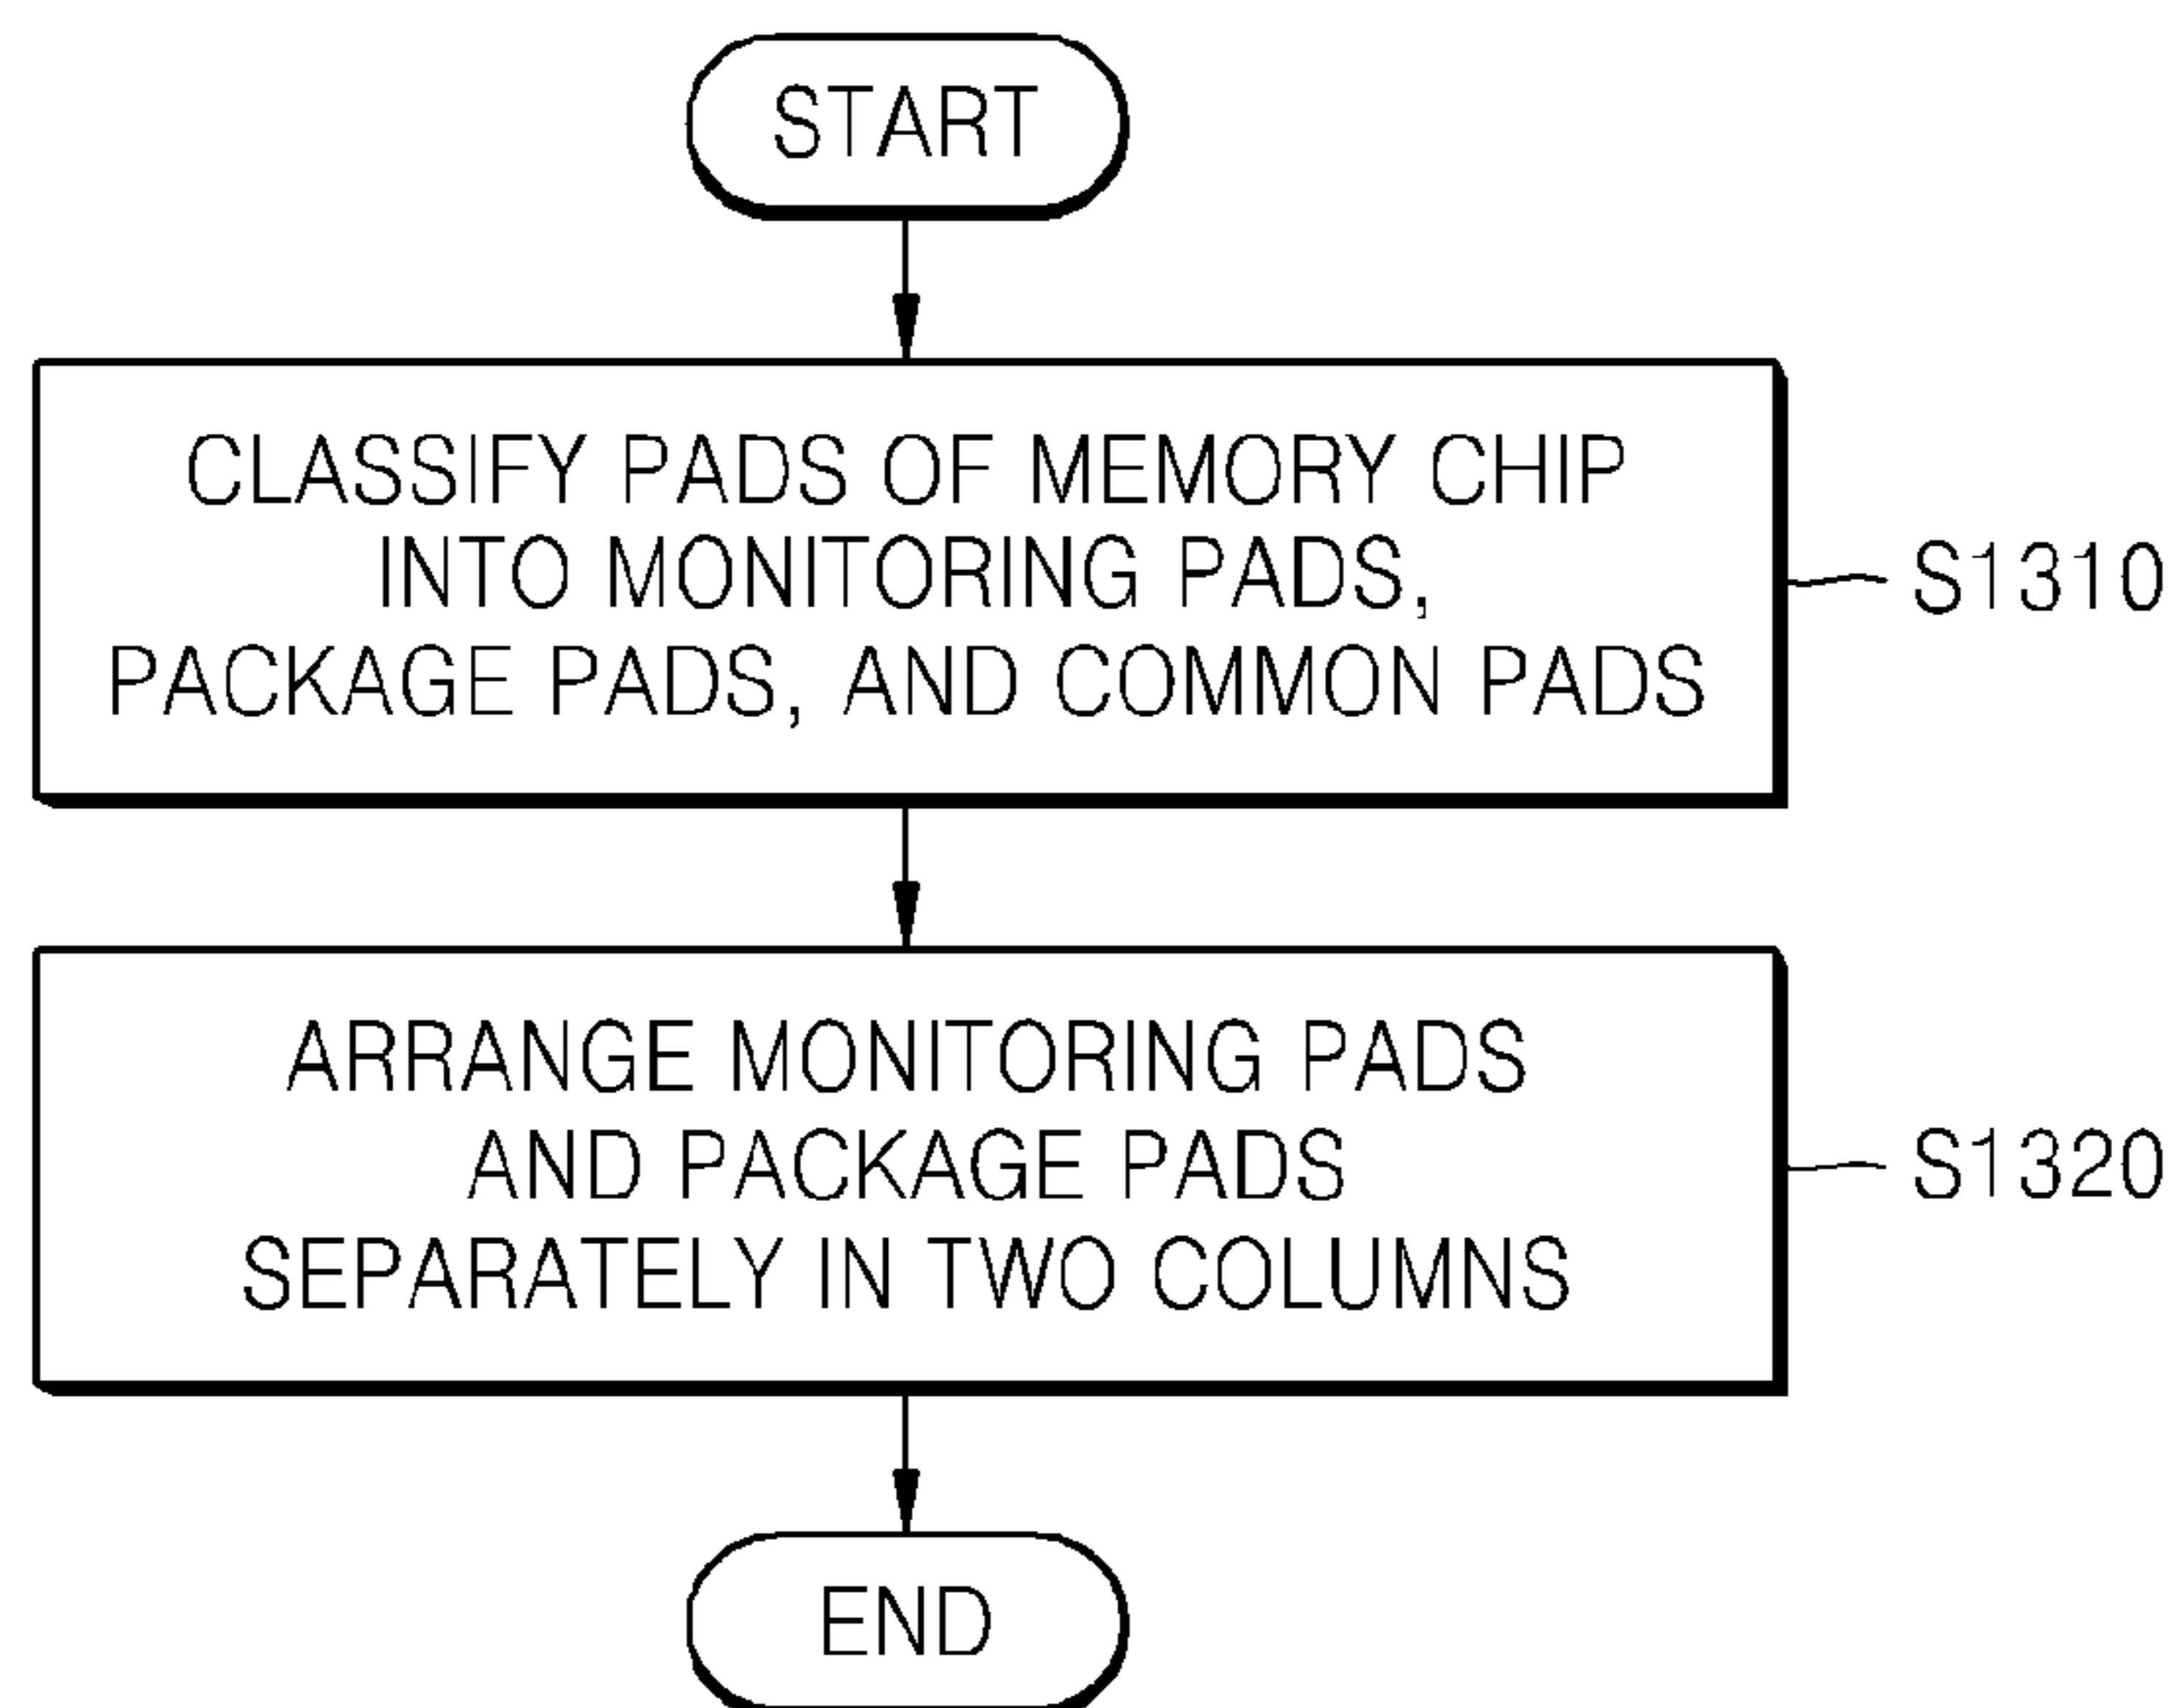 START
CLASSIFY PADS OF MEMORY CHIP
INTO MONITORING PADS,
PACKAGE PADS, AND COMMON PADS
S1310
ARRANGE MONITORING PADS
AND PACKAGE PADS
SEPARATELY IN TWO COLUMNS
S1320
END